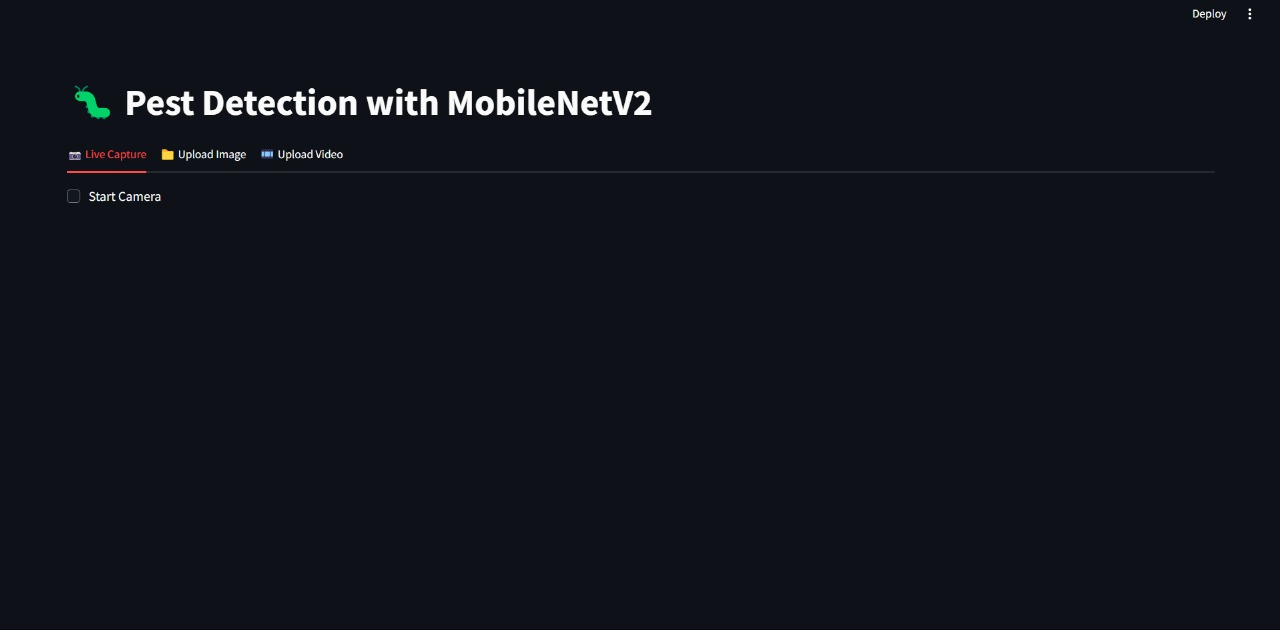 Deploy
🐛 Pest Detection with MobileNetV2
📷 Live Capture 📁 Upload Image 🎞️ Upload Video
Start Camera